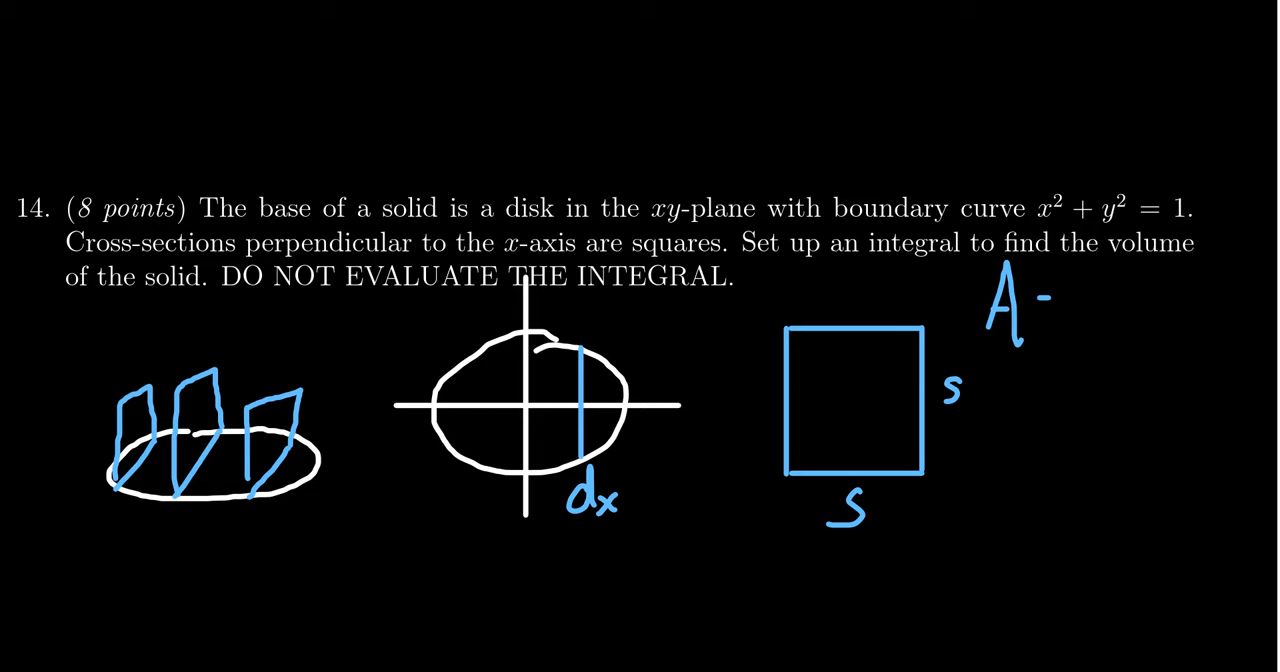 14. (8 points) The base of a solid is a disk in the xy-plane with boundary curve x² + y² = 1.
Cross-sections perpendicular to the x-axis are squares. Set up an integral to find the volume
of the solid. DO NOT EVALUATE THE INTEGRAL.
A -
s
dx
s